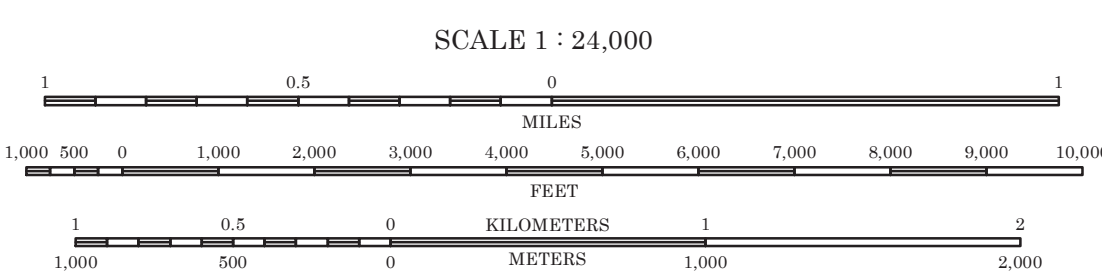 SCALE 1 : 24,000
1 0.5 0 1
MILES
1,000 500 0 1,000 2,000 3,000 4,000 5,000 6,000 7,000 8,000 9,000 10,000
FEET
1 0.5 0 KILOMETERS 1 2
1,000 500 0 METERS 1,000 2,000